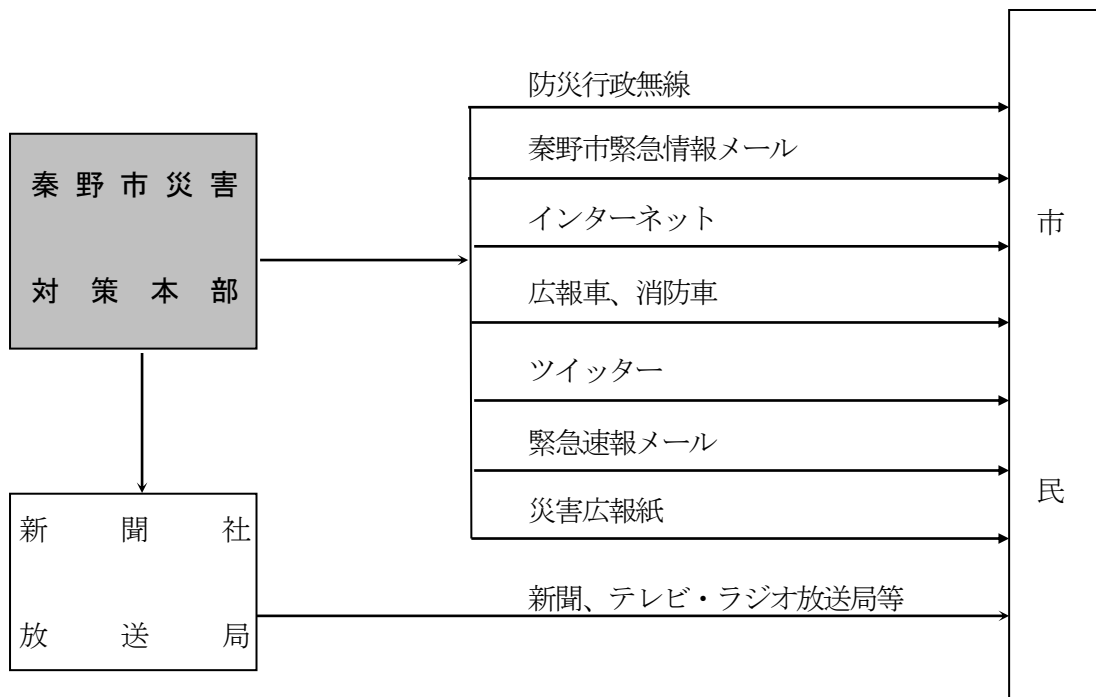 防災行政無線
秦野市緊急情報メール
インターネット
広報車、消防車
ツイッター
緊急速報メール
災害広報紙
新聞、テレビ・ラジオ放送局等
秦野市災害
対策本部
新聞社
放送局
市
民